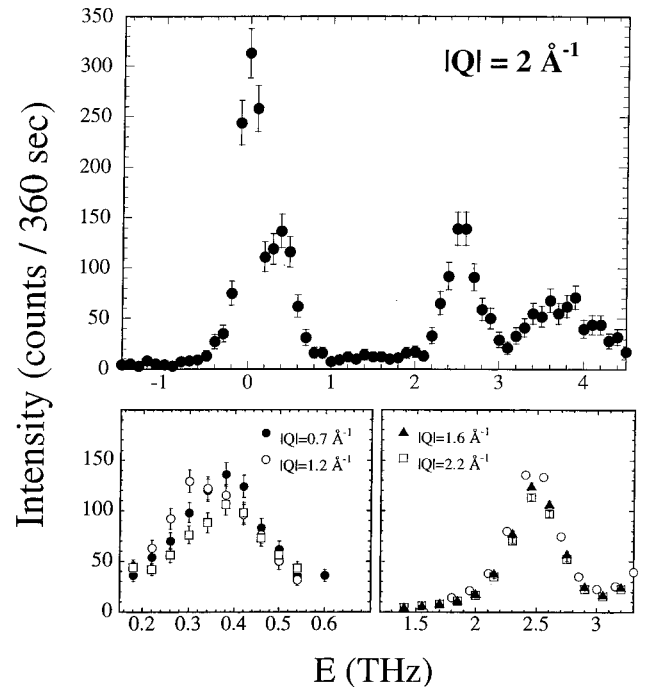 350
|Q| = 2 Å-1
300
250
200
150
100
50
0
-1 0 1 2 3 4
Intensity (counts / 360 sec)
|Q|=0.7 Å-1
|Q|=1.2 Å-1
|Q|=1.6 Å-1
|Q|=2.2 Å-1
150
100
50
0
0.2 0.3 0.4 0.5 0.6
2 2.5 3
E (THz)